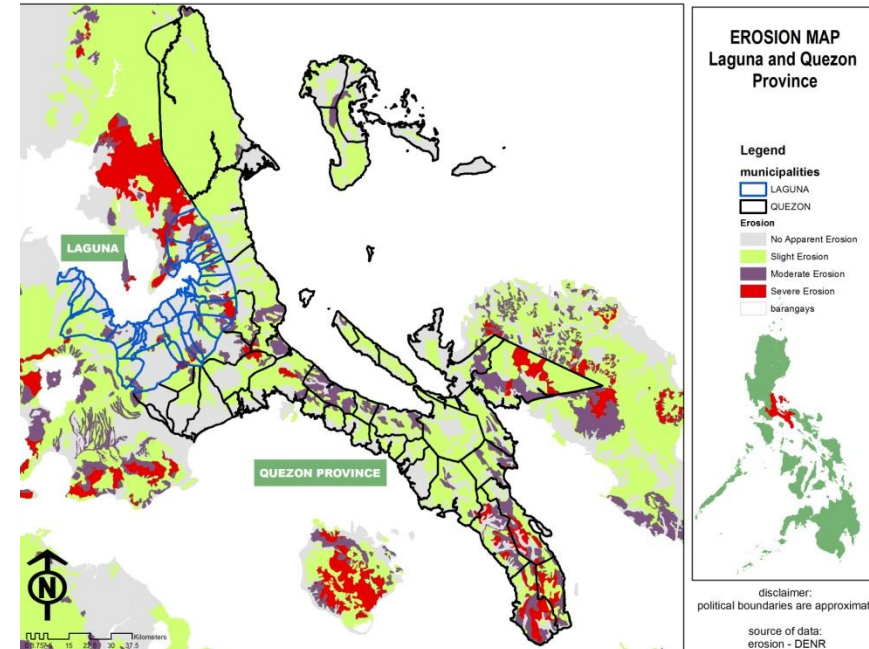 EROSION MAP
Laguna and Quezon
Province
Legend
municipalities
LAGUNA
QUEZON
Erosion
No Apparent Erosion
Slight Erosion
Moderate Erosion
Severe Erosion
barangays
LAGUNA
QUEZON PROVINCE
N
15
30
37.5
Kilometers
disclaimer:
political boundaries are approximat
source of data:
erosion - DENR